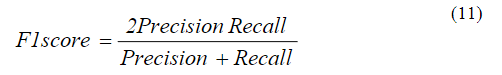 F1score = 2Precision Recall / Precision + Recall (11)